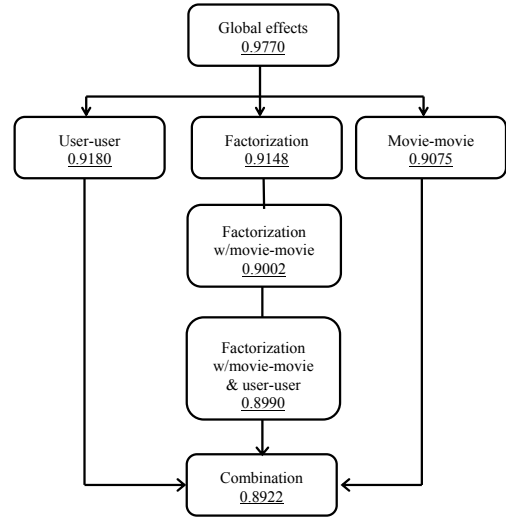 Global effects
0.9770
User-user
0.9180
Factorization
0.9148
Movie-movie
0.9075
Factorization
w/movie-movie
0.9002
Factorization
w/movie-movie
& user-user
0.8990
Combination
0.8922